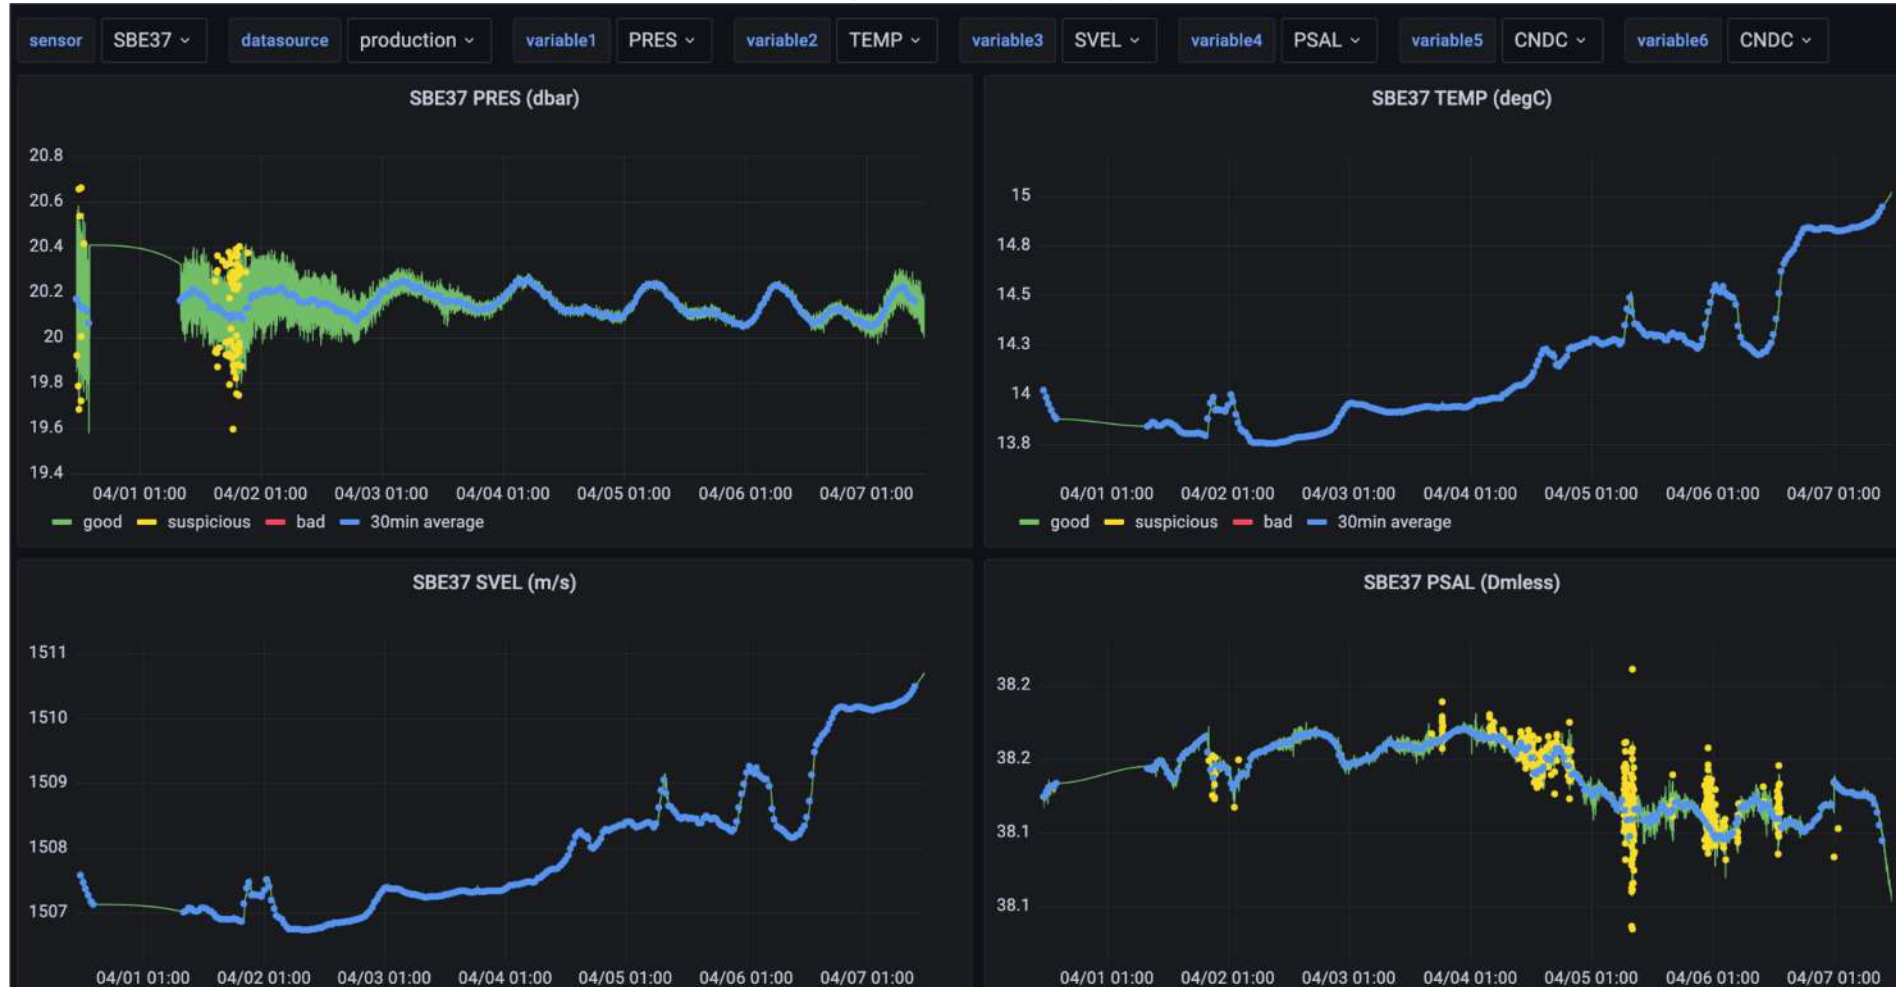 sensor SBE37 datasource production variable1 PRES variable2 TEMP variable3 SVEL variable4 PSAL variable5 CNDC variable6 CNDC
SBE37 PRES (dbar)
20.8
20.6
20.4
20.2
20
19.8
19.6
19.4
04/01 01:00 04/02 01:00 04/03 01:00 04/04 01:00 04/05 01:00 04/06 01:00 04/07 01:00
good suspicious bad 30min average
SBE37 TEMP (degC)
15
14.8
14.5
14.3
14
13.8
04/01 01:00 04/02 01:00 04/03 01:00 04/04 01:00 04/05 01:00 04/06 01:00 04/07 01:00
good suspicious bad 30min average
SBE37 SVEL (m/s)
1511
1510
1509
1508
1507
04/01 01:00 04/02 01:00 04/03 01:00 04/04 01:00 04/05 01:00 04/06 01:00 04/07 01:00
SBE37 PSAL (Dmless)
38.2
38.2
38.1
38.1
04/01 01:00 04/02 01:00 04/03 01:00 04/04 01:00 04/05 01:00 04/06 01:00 04/07 01:00